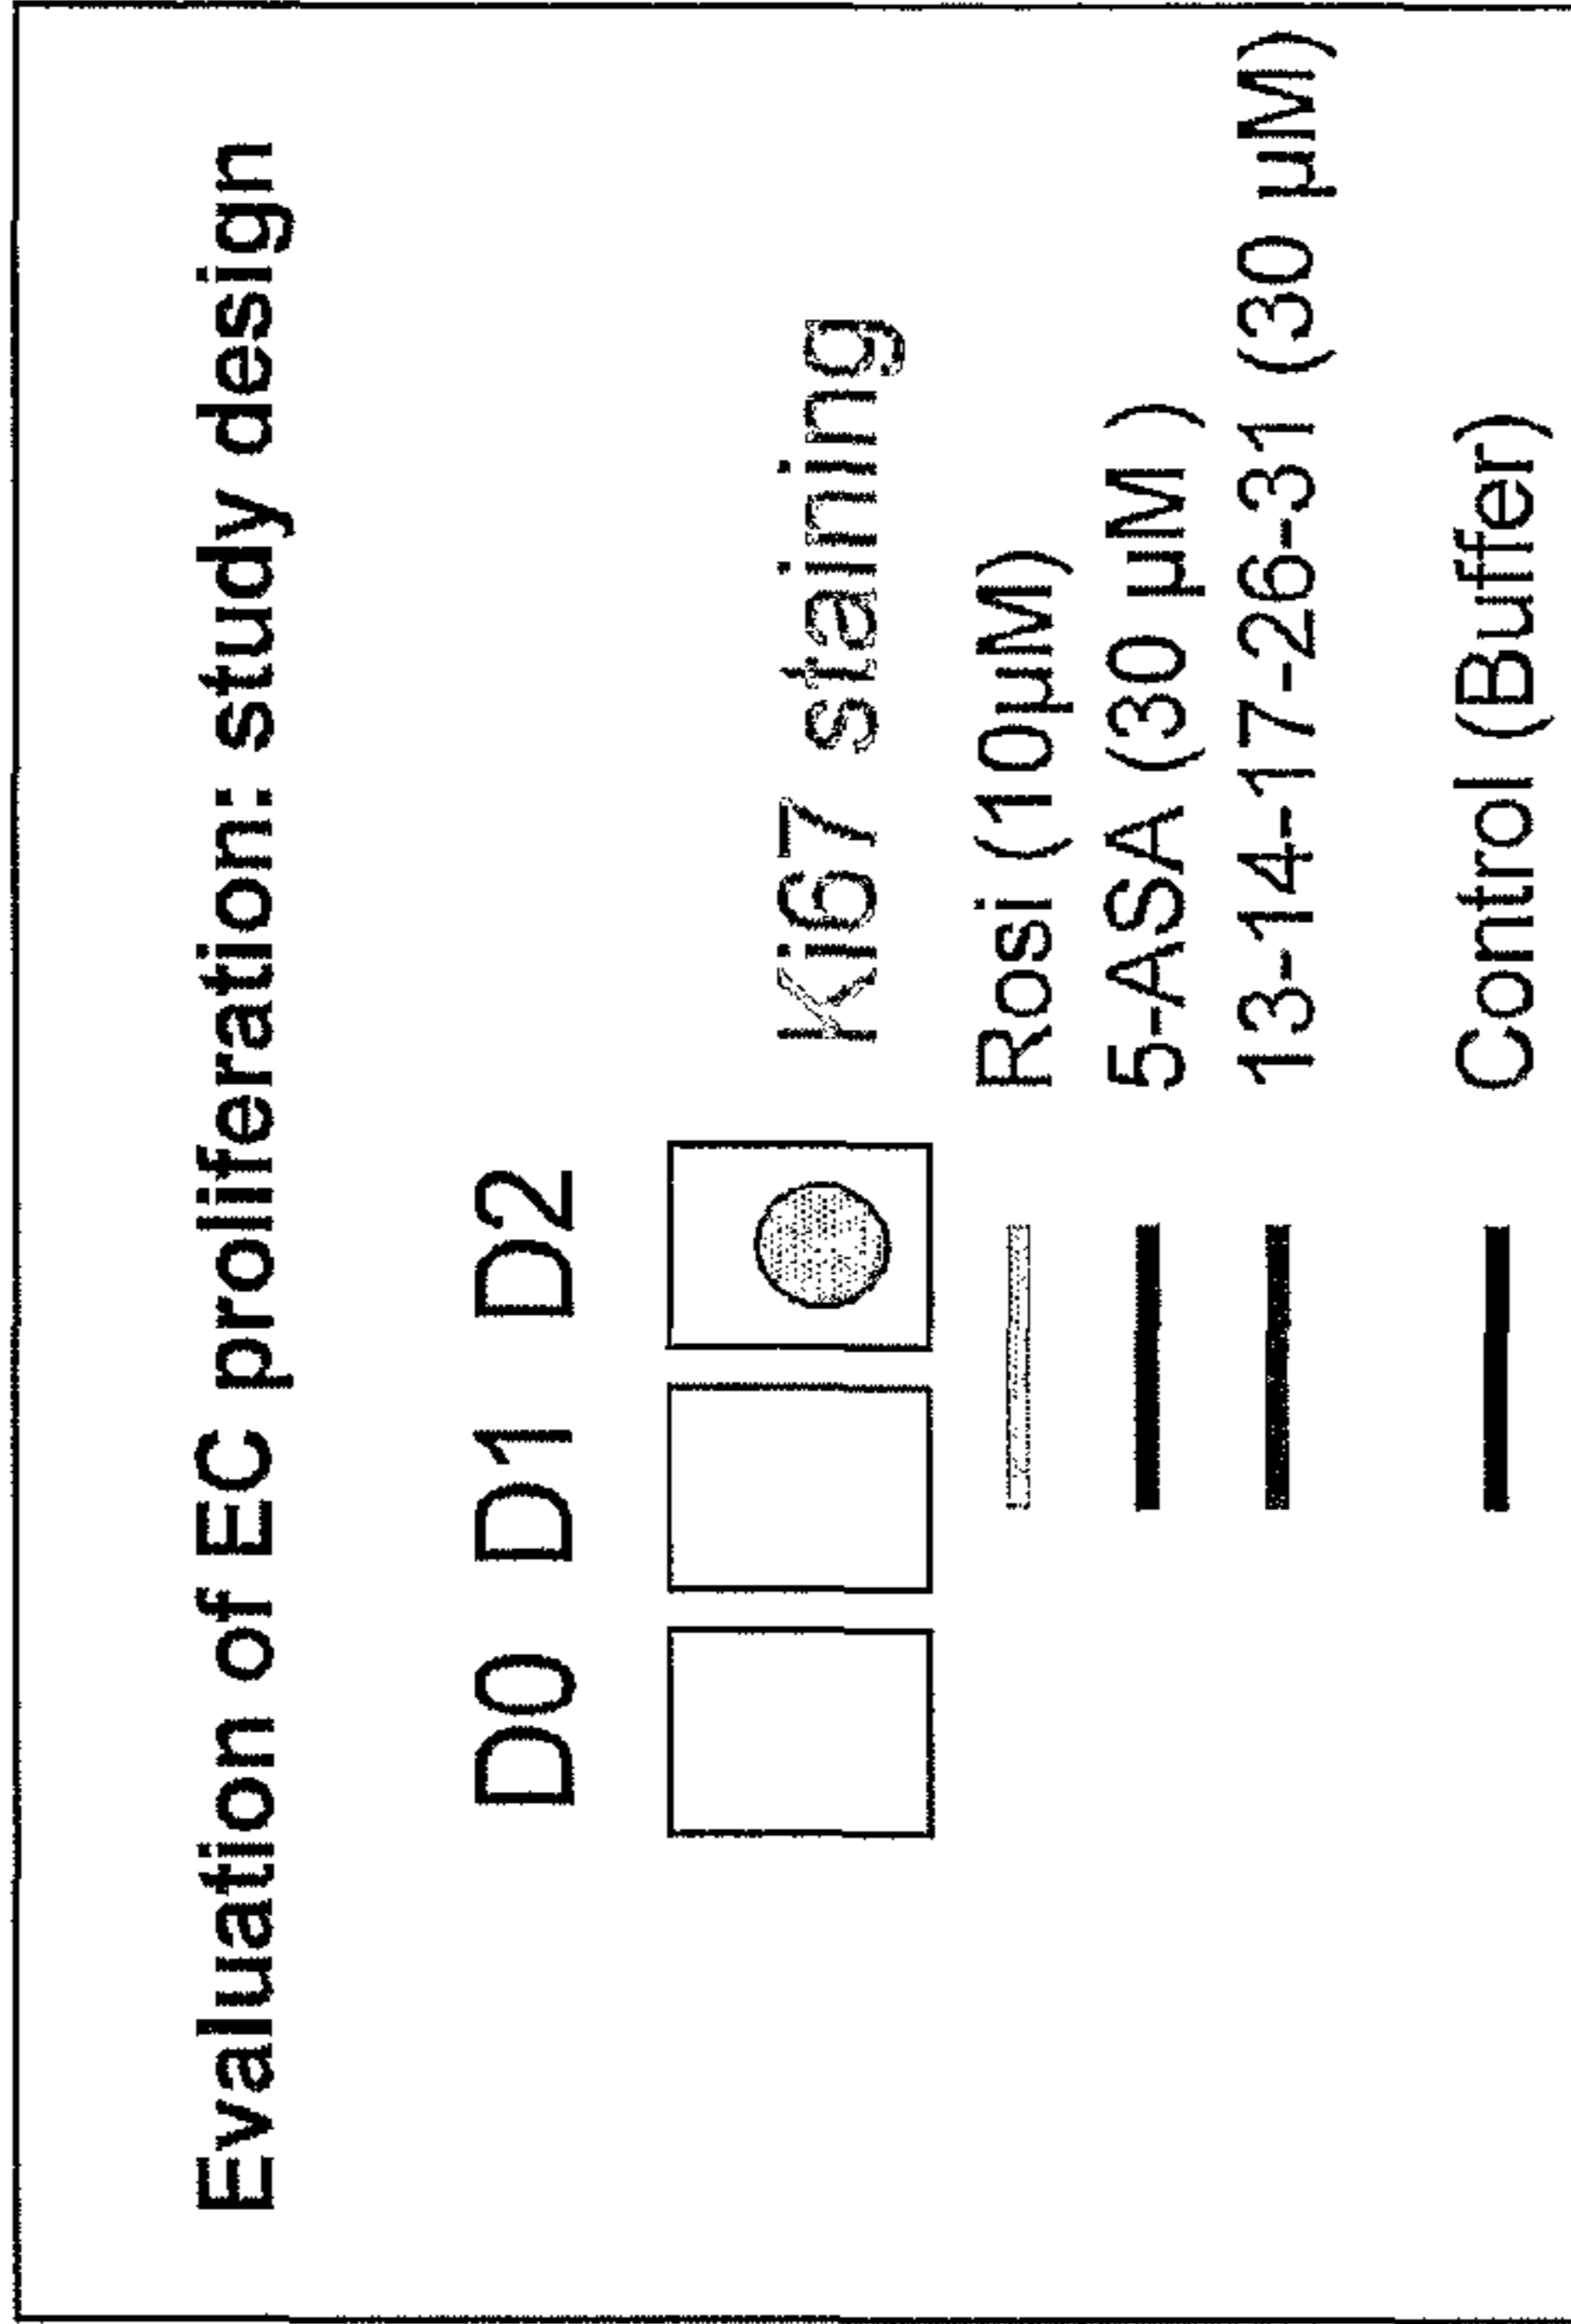 Evaluation of EC proliferation: study design
D0 D1 D2
Ki67 staining
Rosi (10µM)
5-ASA (30 µM )
13-14-17-26-31 (30 µM)
Control (Buffer)